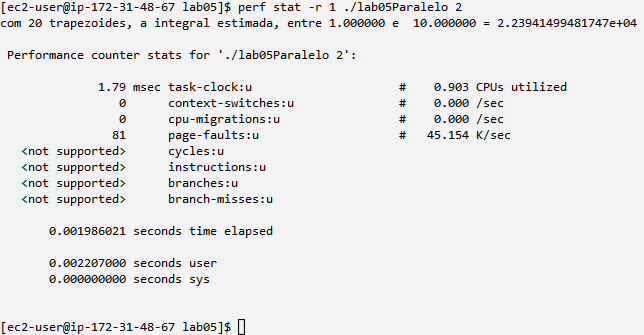 [ec2-user@ip-172-31-48-67 lab05]$ perf stat -r 1 ./lab05Paralelo 2
com 20 trapezoides, a integral estimada, entre 1.000000 e  10.000000 = 2.23941499481747e+04
Performance counter stats for './lab05Paralelo 2':
1.79 msec task-clock:u # 0.903 CPUs utilized
0 context-switches:u # 0.000 /sec
0 cpu-migrations:u # 0.000 /sec
81 page-faults:u # 45.154 K/sec
<not supported> cycles:u
<not supported> instructions:u
<not supported> branches:u
<not supported> branch-misses:u
0.001986021 seconds time elapsed
0.002207000 seconds user
0.000000000 seconds sys
[ec2-user@ip-172-31-48-67 lab05]$